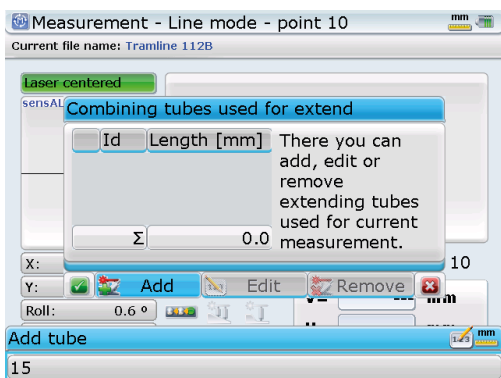 Measurement - Line mode - point 10
mm
Current file name: Tramline 112B
Laser centered
sensAL
Combining tubes used for extend
Id Length [mm]
There you can
add, edit or
remove
extending tubes
used for current
measurement.
Σ 0.0
X: 10
Add Edit Remove
Y:
Roll: 0.6 º
mm
Add tube
1.23 mm
15